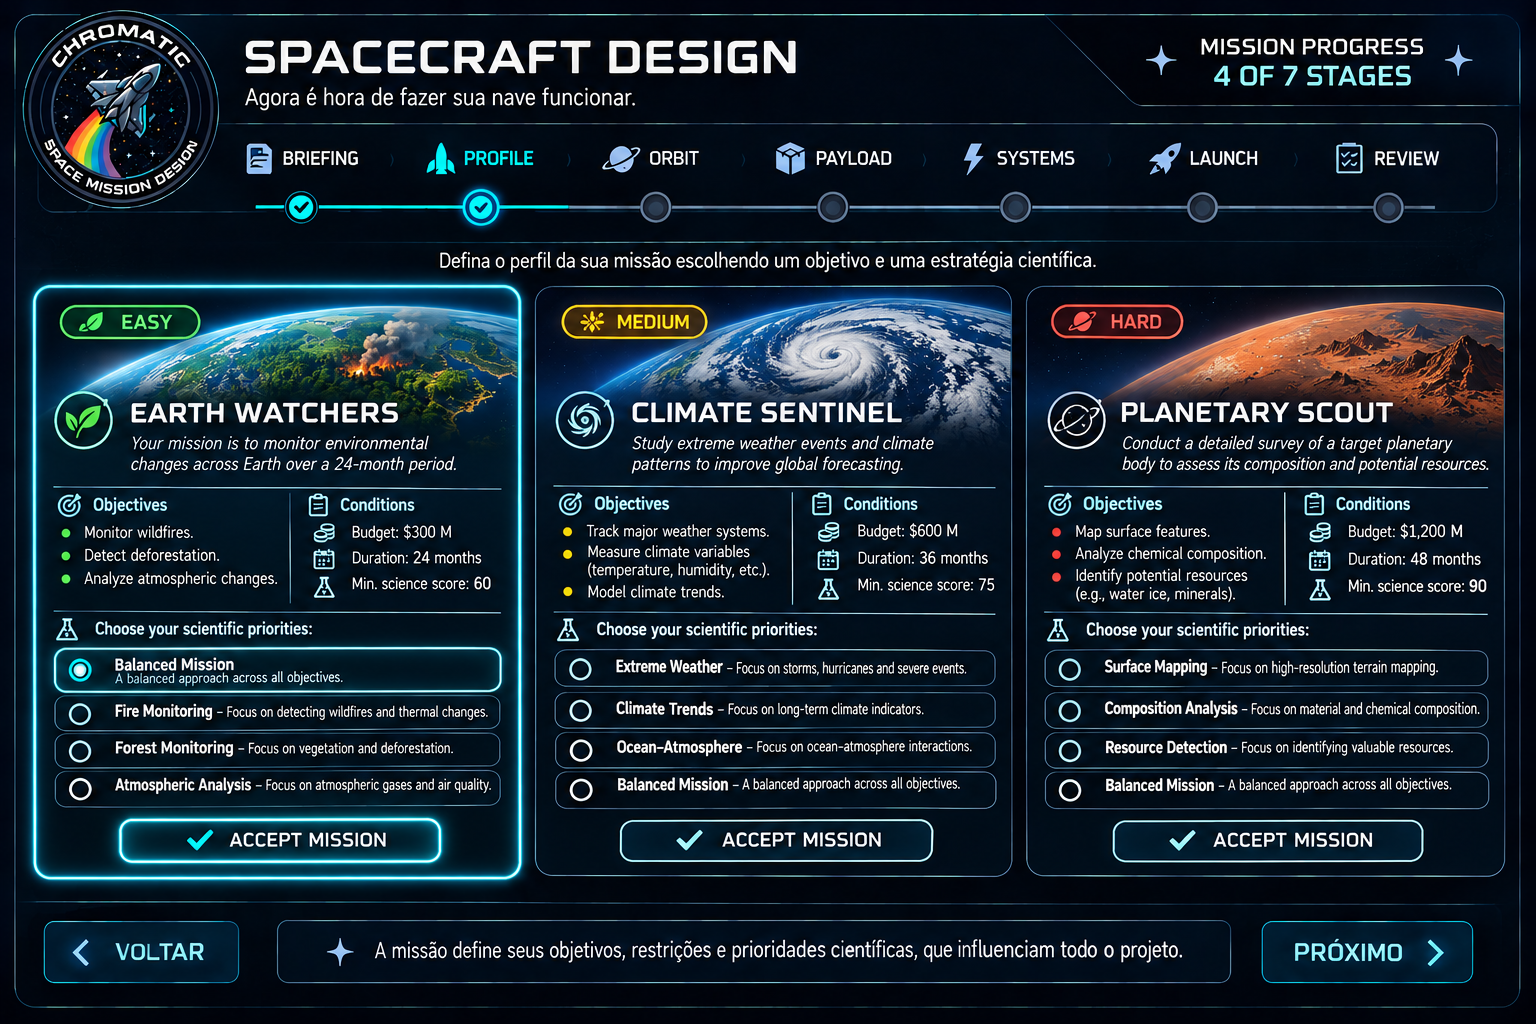 CHROMATIC
SPACE MISSION DESIGN
SPACECRAFT DESIGN
Agora é hora de fazer sua nave funcionar.
MISSION PROGRESS
4 OF 7 STAGES
BRIEFING
PROFILE
ORBIT
PAYLOAD
SYSTEMS
LAUNCH
REVIEW
Defina o perfil da sua missão escolhendo um objetivo e uma estratégia científica.
EASY
EARTH WATCHERS
Your mission is to monitor environmental
changes across Earth over a 24-month period.
Objectives
Monitor wildfires.
Detect deforestation.
Analyze atmospheric changes.
Conditions
Budget: $300 M
Duration: 24 months
Min. science score: 60
Choose your scientific priorities:
Balanced Mission
A balanced approach across all objectives.
Fire Monitoring – Focus on detecting wildfires and thermal changes.
Forest Monitoring – Focus on vegetation and deforestation.
Atmospheric Analysis – Focus on atmospheric gases and air quality.
ACCEPT MISSION
MEDIUM
CLIMATE SENTINEL
Study extreme weather events and climate
patterns to improve global forecasting.
Objectives
Track major weather systems.
Measure climate variables
(temperature, humidity, etc.).
Model climate trends.
Conditions
Budget: $600 M
Duration: 36 months
Min. science score: 75
Choose your scientific priorities:
Extreme Weather – Focus on storms, hurricanes and severe events.
Climate Trends – Focus on long-term climate indicators.
Ocean–Atmosphere – Focus on ocean-atmosphere interactions.
Balanced Mission – A balanced approach across all objectives.
ACCEPT MISSION
HARD
PLANETARY SCOUT
Conduct a detailed survey of a target planetary
body to assess its composition and potential resources.
Objectives
Map surface features.
Analyze chemical composition.
Identify potential resources
(e.g., water ice, minerals).
Conditions
Budget: $1,200 M
Duration: 48 months
Min. science score: 90
Choose your scientific priorities:
Surface Mapping – Focus on high-resolution terrain mapping.
Composition Analysis – Focus on material and chemical composition.
Resource Detection – Focus on identifying valuable resources.
Balanced Mission – A balanced approach across all objectives.
ACCEPT MISSION
VOLTAR
A missão define seus objetivos, restrições e prioridades científicas, que influenciam todo o projeto.
PRÓXIMO